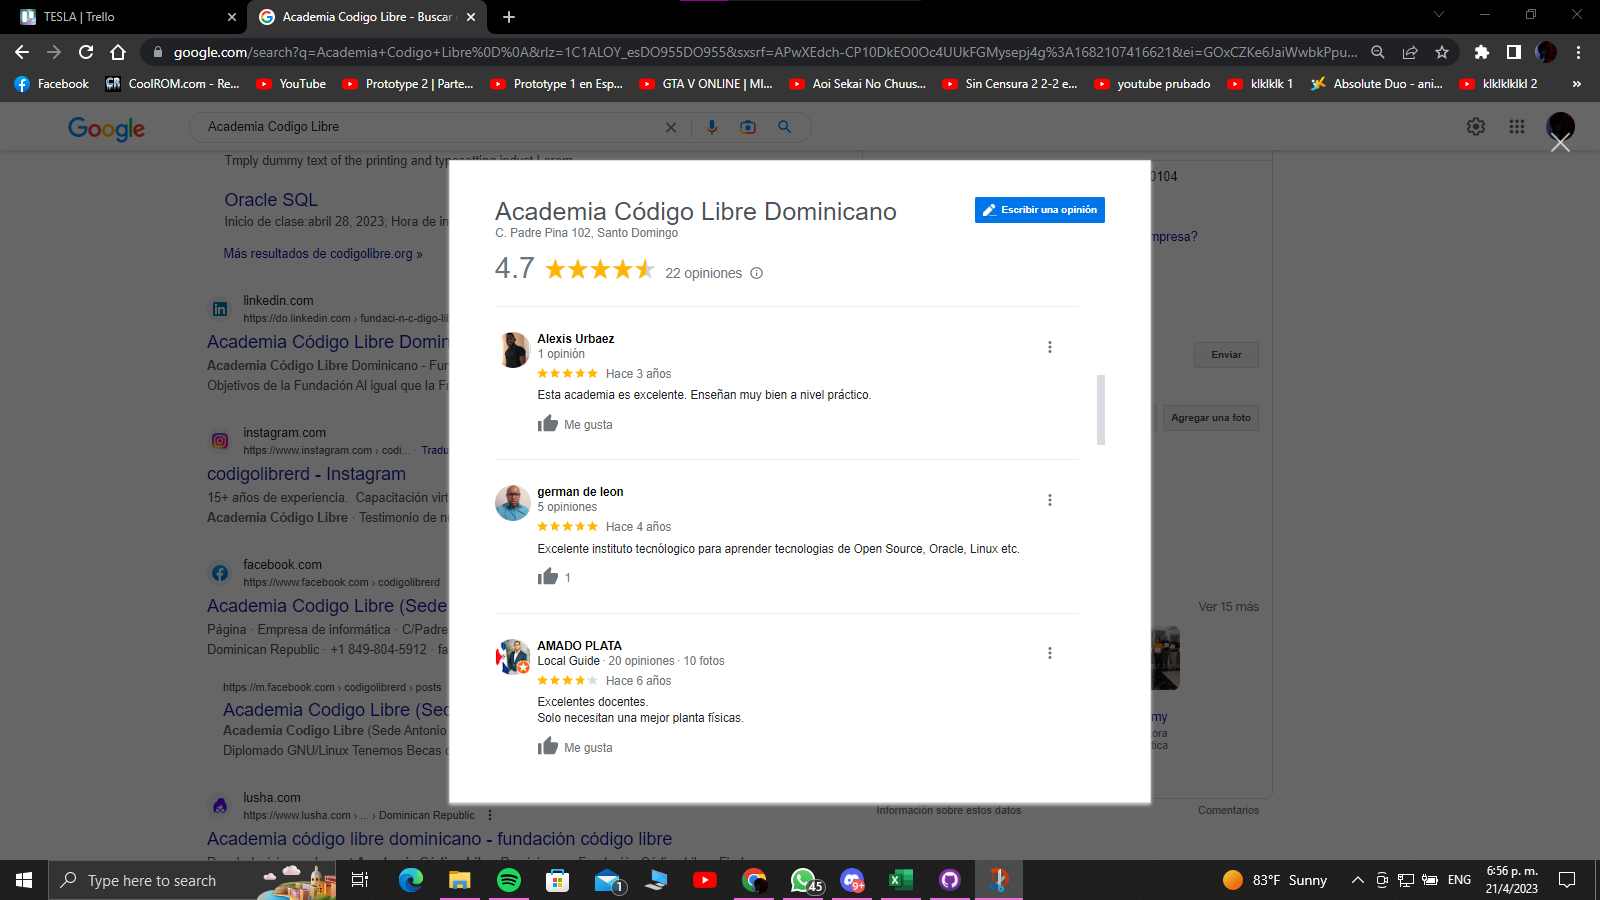 TESLA | Trello
Academia Codigo Libre - Buscar
google.com/search?q=Academia+Codigo+Libre%0D%0A&rlz=1C1ALOY_esDO955DO955&sxsrf=APwXEdch-CP10DkEO0Oc4UUkFGMysepj4g%3A1682107416621&ei=GOxCZKe6JaiWwbkPpu...
Facebook
CoolROM.com - Re...
YouTube
Prototype 2 | Parte...
Prototype 1 en Esp...
GTA V ONLINE | MI...
Aoi Sekai No Chuus...
Sin Censura 2 2-2 e...
youtube prubado
klklklk 1
Absolute Duo - ani...
klklklklkl 2
»
Google
Academia Codigo Libre
Tmply dummy text of the printing and typesetting indust Lorem
Oracle SQL
Inicio de clase:abril 28, 2023; Hora de in
Más resultados de codigolibre.org »
linkedin.com
https://do.linkedin.com › fundaci-n-c-digo-li
Academia Código Libre Domin
Academia Código Libre Dominicano - Fun
Objetivos de la Fundación Al igual que la F
instagram.com
https://www.instagram.com › codi... · Tradu
codigolibrerd - Instagram
15+ años de experiencia. Capacitación virt
Academia Código Libre · Testimonio de nu
facebook.com
https://www.facebook.com › codigolibrerd
Academia Codigo Libre (Sede
Página · Empresa de informática · C/Padre
Dominican Republic · +1 849-804-5912 · fa
https://m.facebook.com › codigolibrerd › posts
Academia Codigo Libre (Sed
Academia Codigo Libre (Sede Antonio
Diplomado GNU/Linux Tenemos Becas
lusha.com
https://www.lusha.com › ... › Dominican Republic
Academia código libre dominicano - fundación código libre
Academia Código Dominicano Libre
Academia Código Libre Dominicano
C. Padre Pina 102, Santo Domingo
Escribir una opinión
4.7
22 opiniones
Alexis Urbaez
1 opinión
Hace 3 años
Esta academia es excelente. Enseñan muy bien a nivel práctico.
Me gusta
german de leon
5 opiniones
Hace 4 años
Excelente instituto tecnólogico para aprender tecnologias de Open Source, Oracle, Linux etc.
1
AMADO PLATA
Local Guide · 20 opiniones · 10 fotos
Hace 6 años
Excelentes docentes.
Solo necesitan una mejor planta físicas.
Me gusta
0104
mpresa?
Enviar
Agregar una foto
Ver 15 más
my
ora
tica
Información sobre estos datos
Comentarios
Type here to search
1
45
9+
83°F Sunny
ENG
6:56 p. m.
21/4/2023